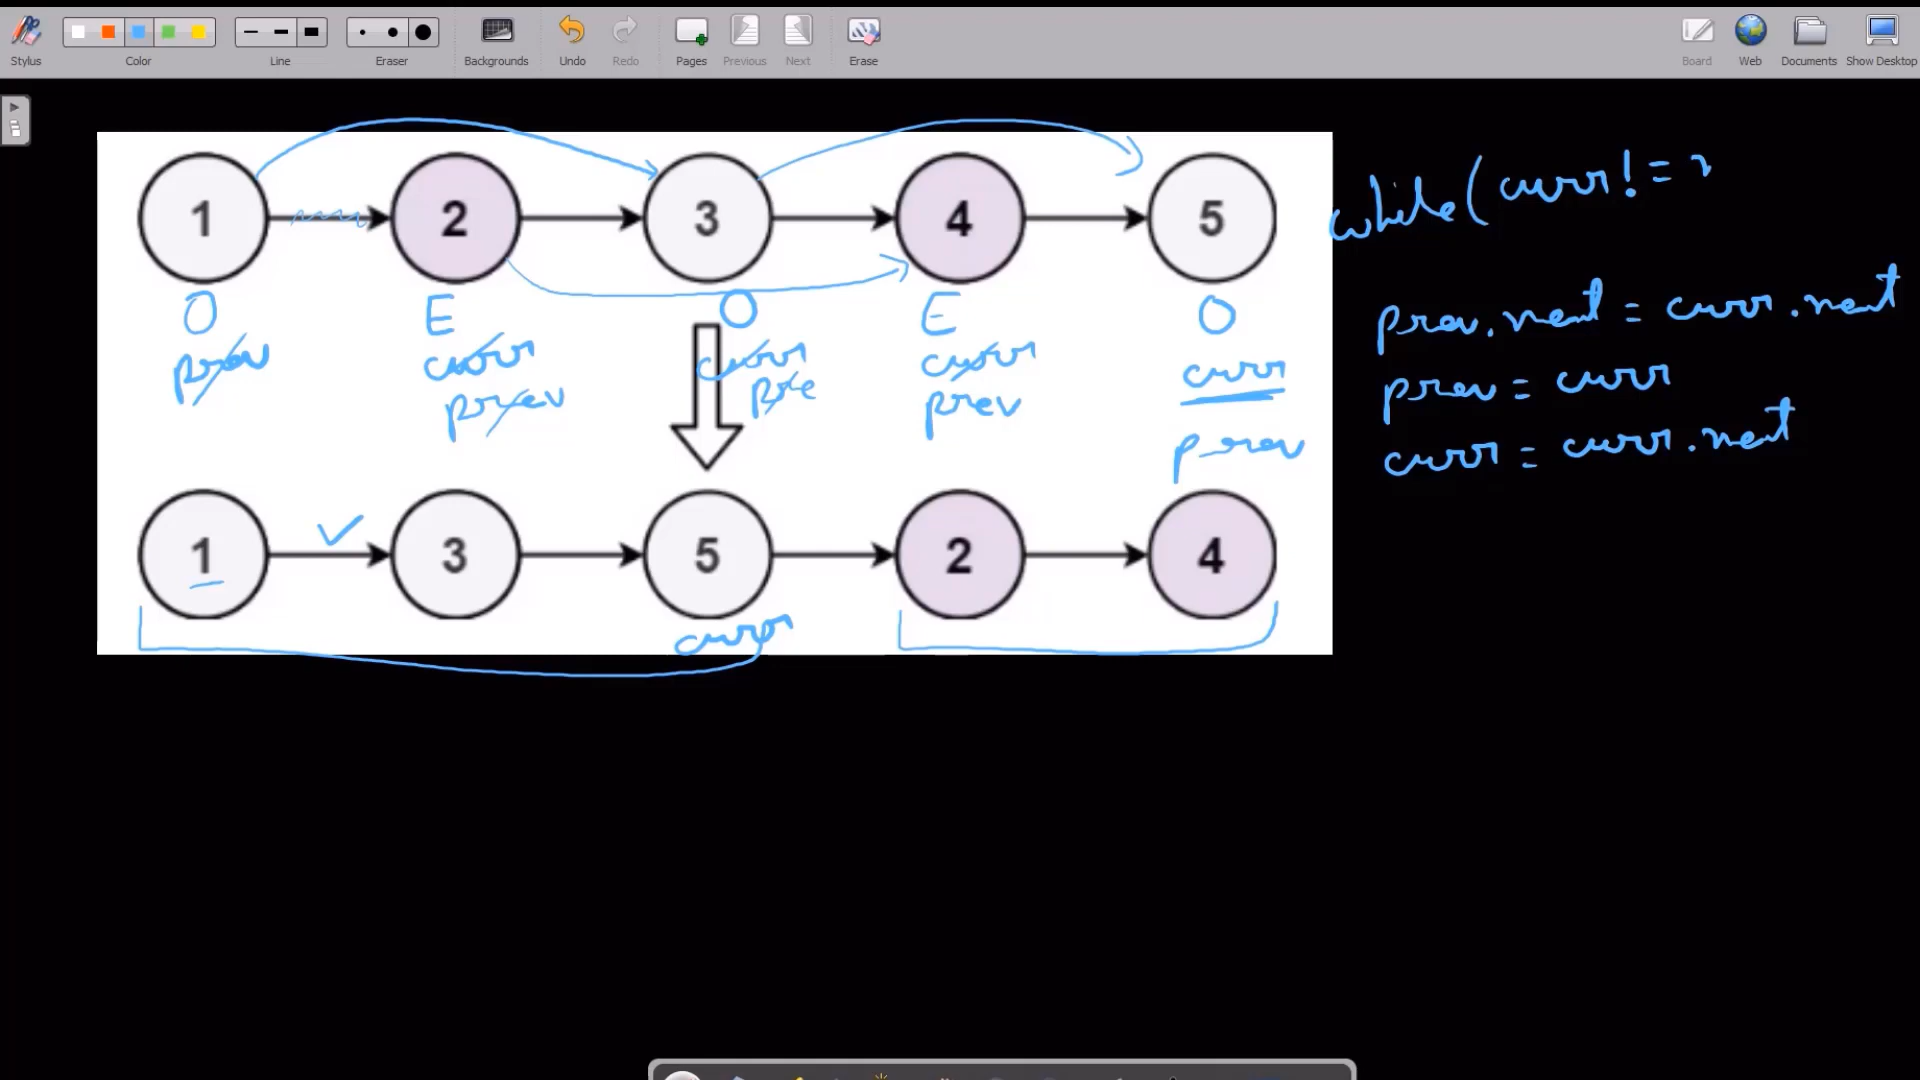 Stylus Color Line Eraser Backgrounds Undo Redo Pages Previous Next Erase Board Web Documents Show Desktop
1 2 3 4 5
O E O E O
prev curr curr curr curr
prev pre prev prev
1 3 5 2 4
curr
while(curr! =
prev.next = curr.next
prev = curr
curr = curr.next